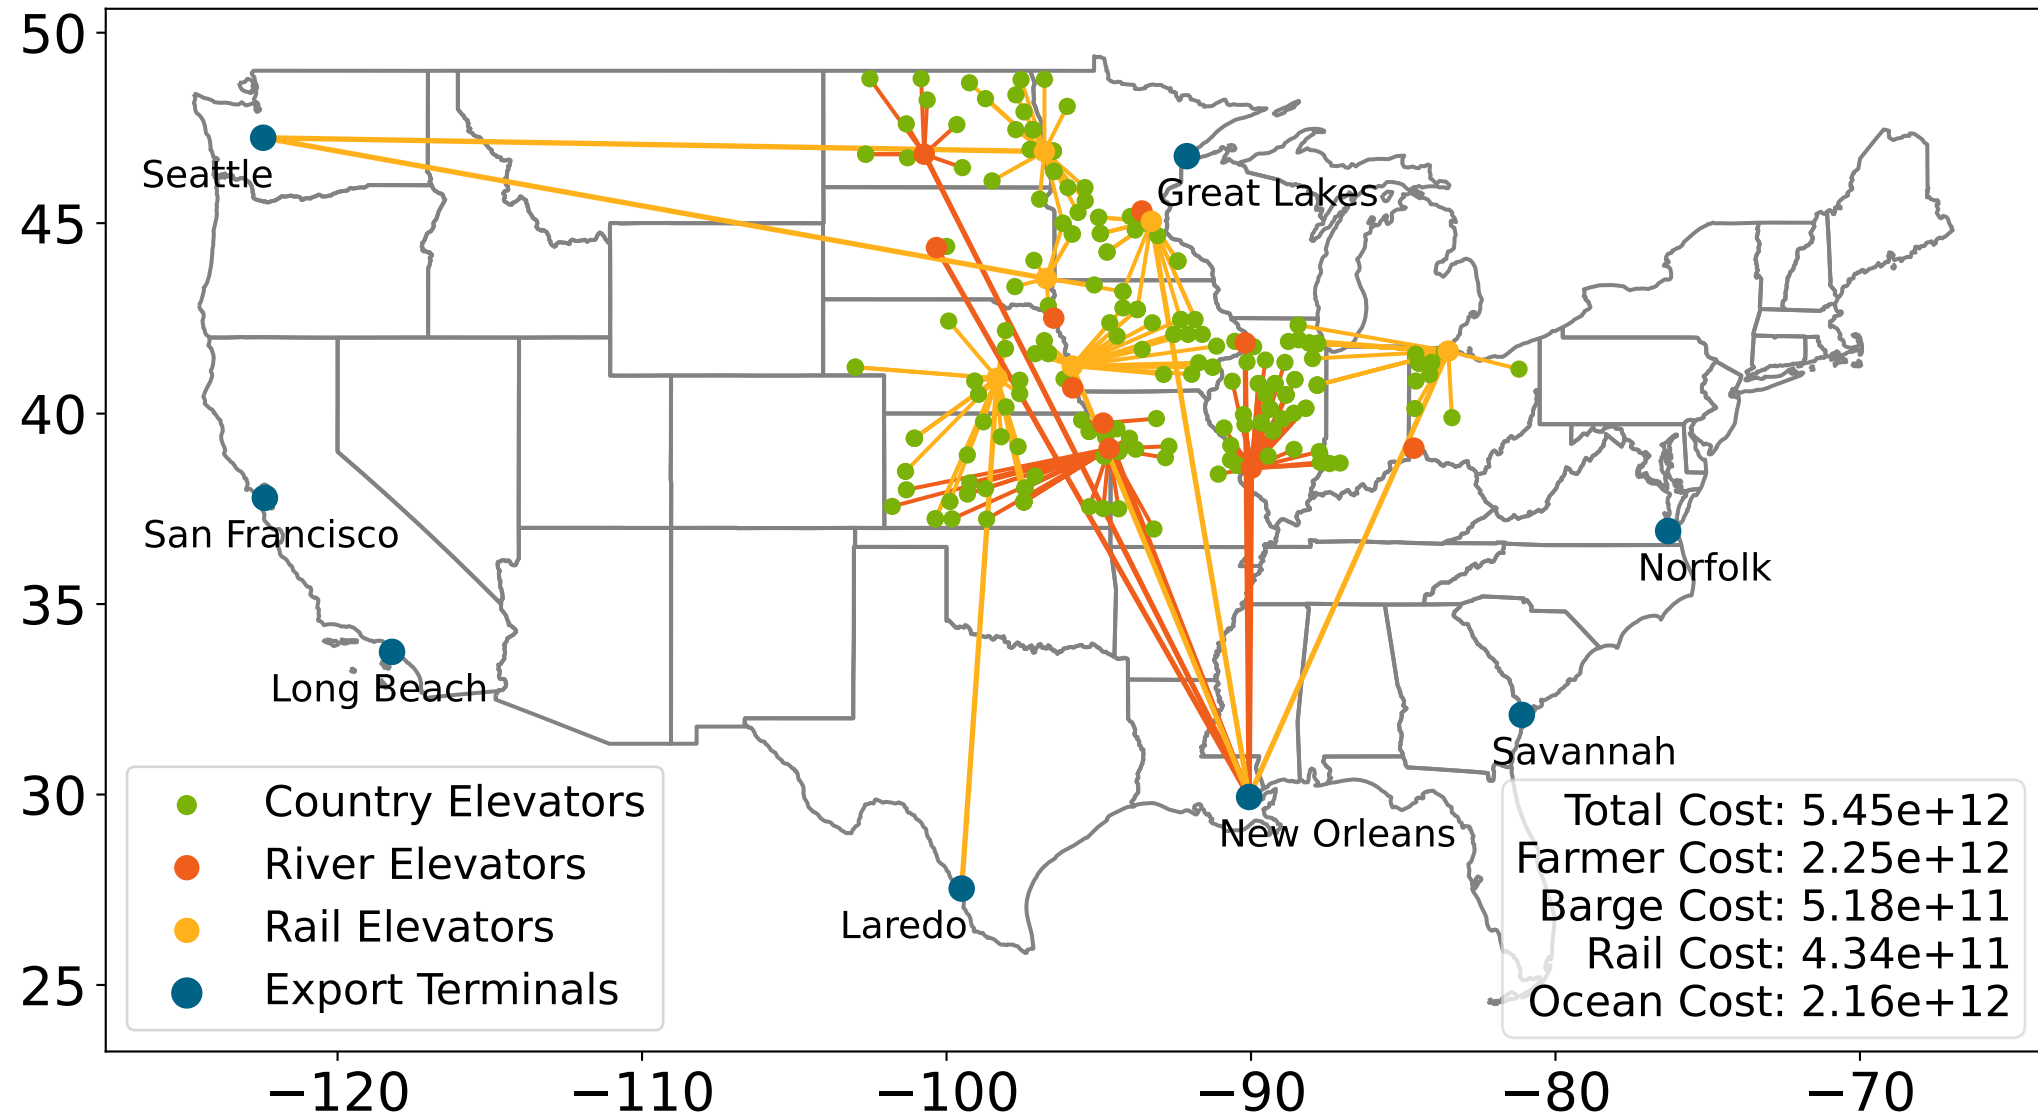 50
45
40
35
30
25
−120
−110
−100
−90
−80
−70
Seattle
Great Lakes
San Francisco
Norfolk
Long Beach
Savannah
New Orleans
Laredo
Country Elevators
River Elevators
Rail Elevators
Export Terminals
Total Cost: 5.45e+12
Farmer Cost: 2.25e+12
Barge Cost: 5.18e+11
Rail Cost: 4.34e+11
Ocean Cost: 2.16e+12